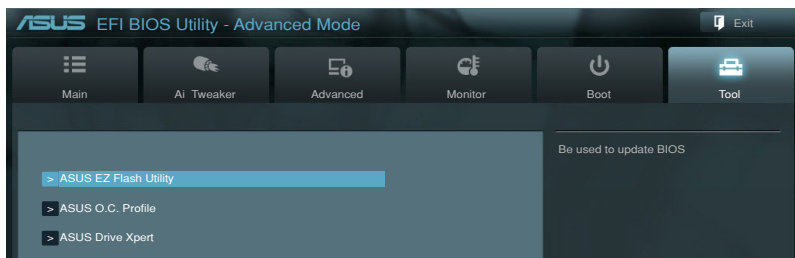 ASUS EFI BIOS Utility - Advanced Mode
Exit
Main
Ai Tweaker
Advanced
Monitor
Boot
Tool
> ASUS EZ Flash Utility
> ASUS O.C. Profile
> ASUS Drive Xpert
Be used to update BIOS